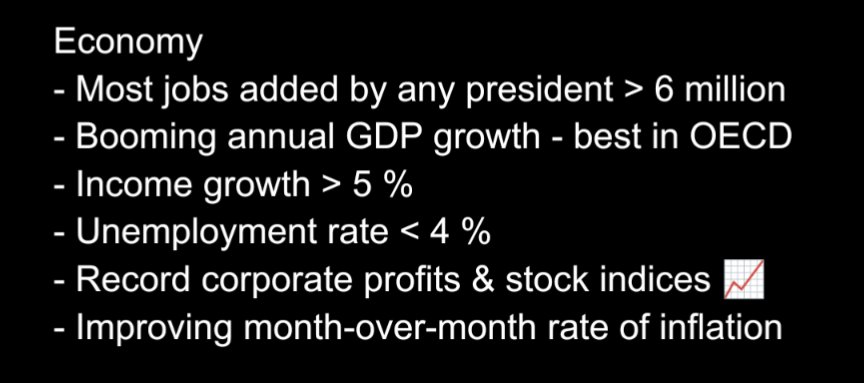 Economy
- Most jobs added by any president > 6 million
- Booming annual GDP growth - best in OECD
- Income growth > 5 %
- Unemployment rate < 4 %
- Record corporate profits & stock indices 📈
- Improving month-over-month rate of inflation